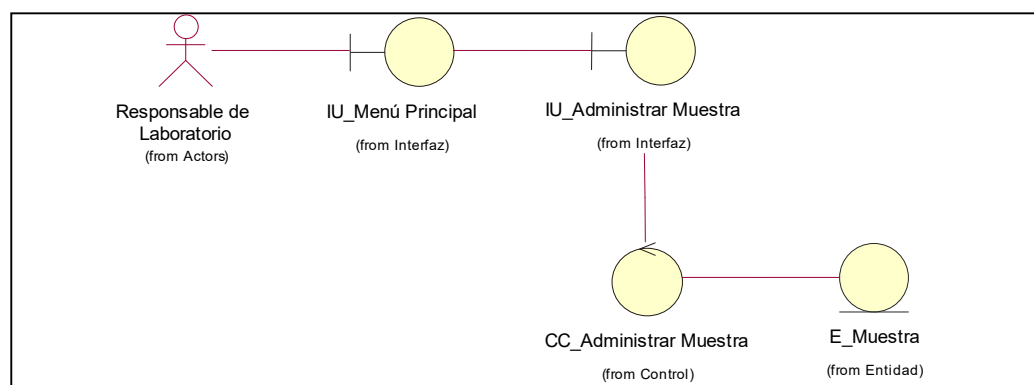 Responsable de
Laboratorio
(from Actors)
IU_Menú Principal
(from Interfaz)
IU_Administrar Muestra
(from Interfaz)
CC_Administrar Muestra
(from Control)
E_Muestra
(from Entidad)